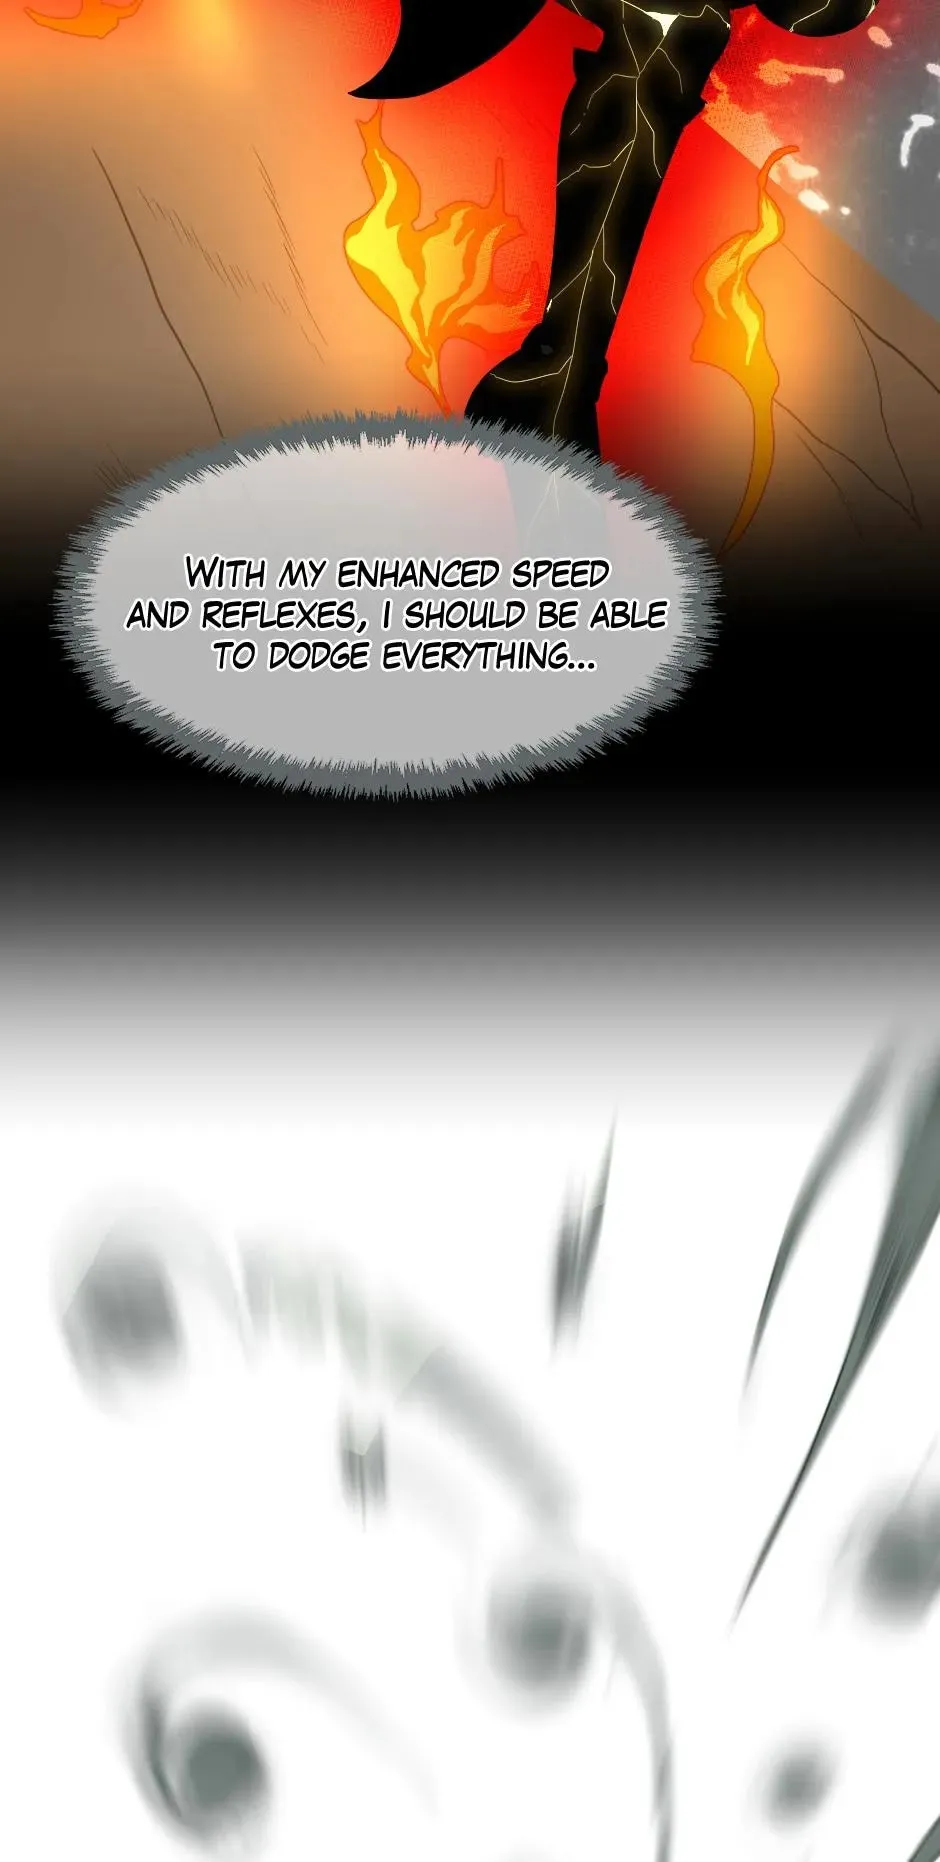 WITH MY ENHANCED SPEED
AND REFLEXES, I SHOULD BE ABLE
TO DODGE EVERYTHING...